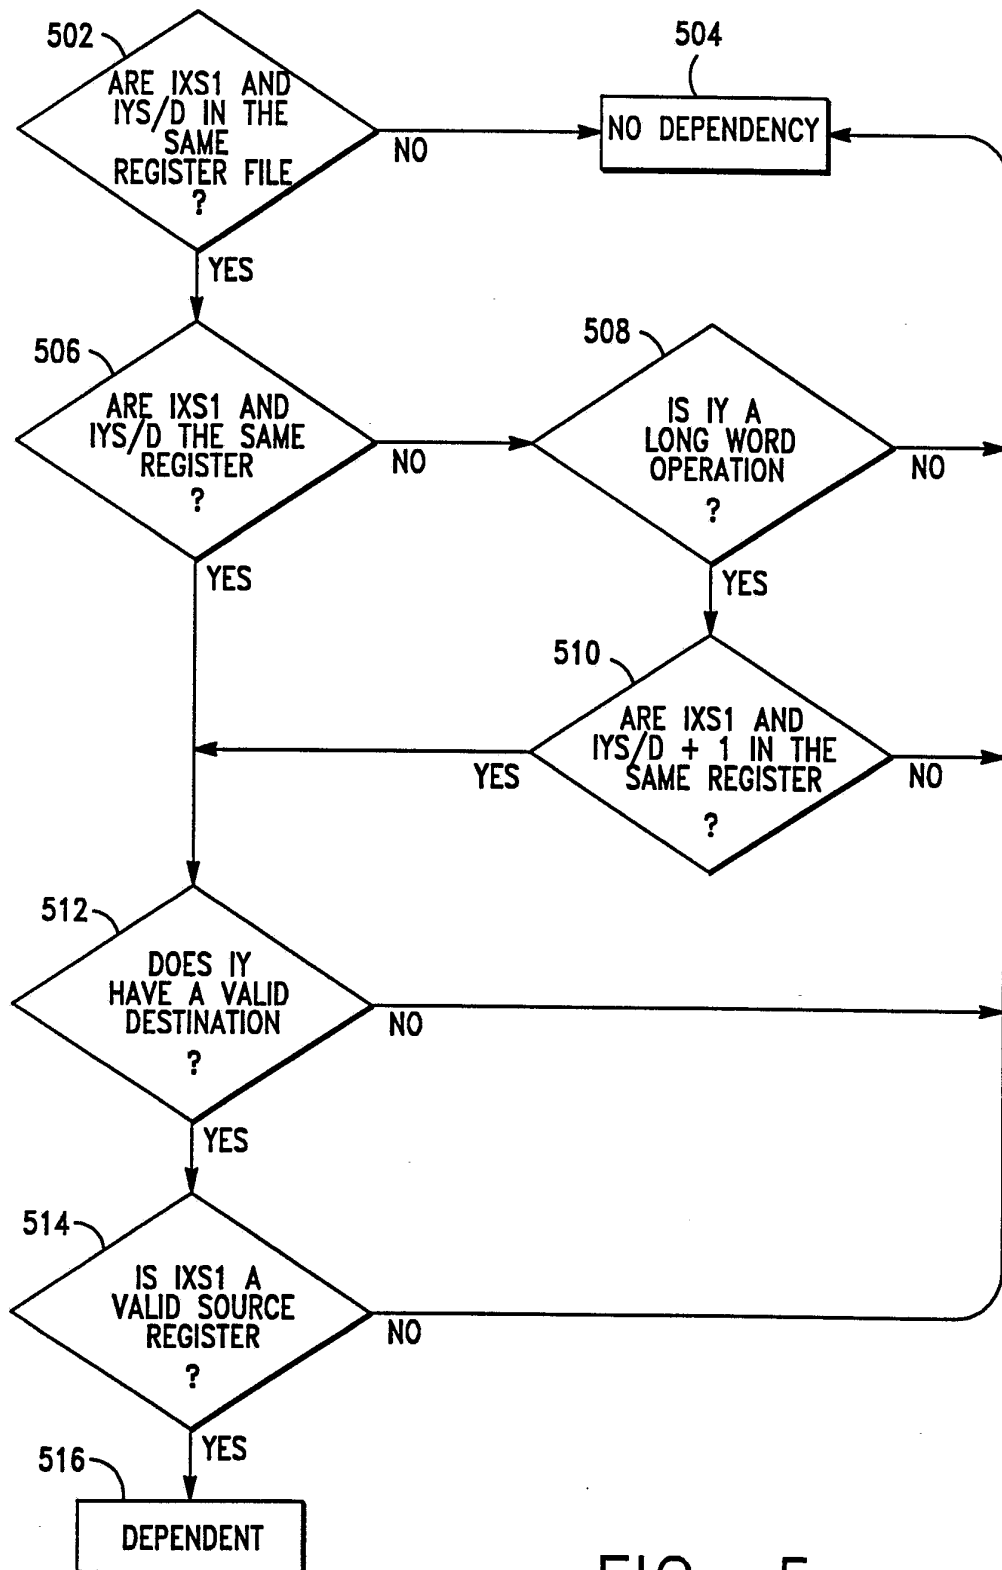 502
ARE IXS1 AND
IYS/D IN THE
SAME
REGISTER FILE
?
NO
YES
504
NO DEPENDENCY
506
ARE IXS1 AND
IYS/D THE SAME
REGISTER
?
NO
YES
508
IS IY A
LONG WORD
OPERATION
?
NO
YES
510
ARE IXS1 AND
IYS/D + 1 IN THE
SAME REGISTER
?
YES
NO
512
DOES IY
HAVE A VALID
DESTINATION
?
NO
YES
514
IS IXS1 A
VALID SOURCE
REGISTER
?
NO
YES
516
DEPENDENT
FIG. 5